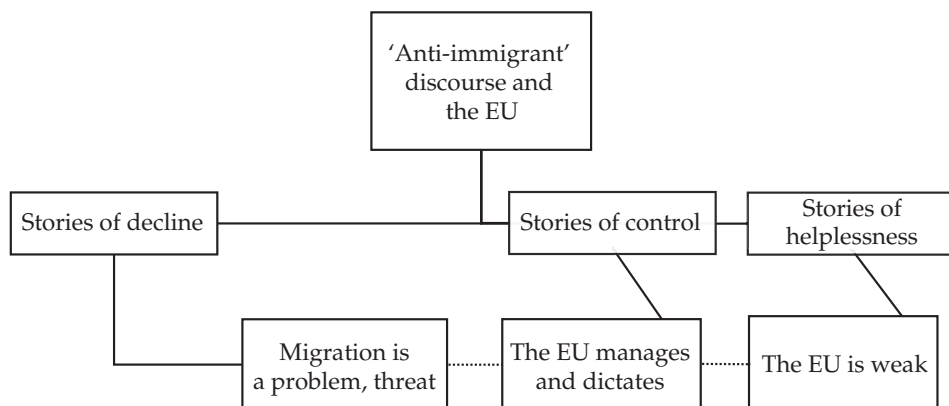 ‘Anti-immigrant’
discourse and
the EU
Stories of decline
Stories of control
Stories of
helplessness
Migration is
a problem, threat
The EU manages
and dictates
The EU is weak